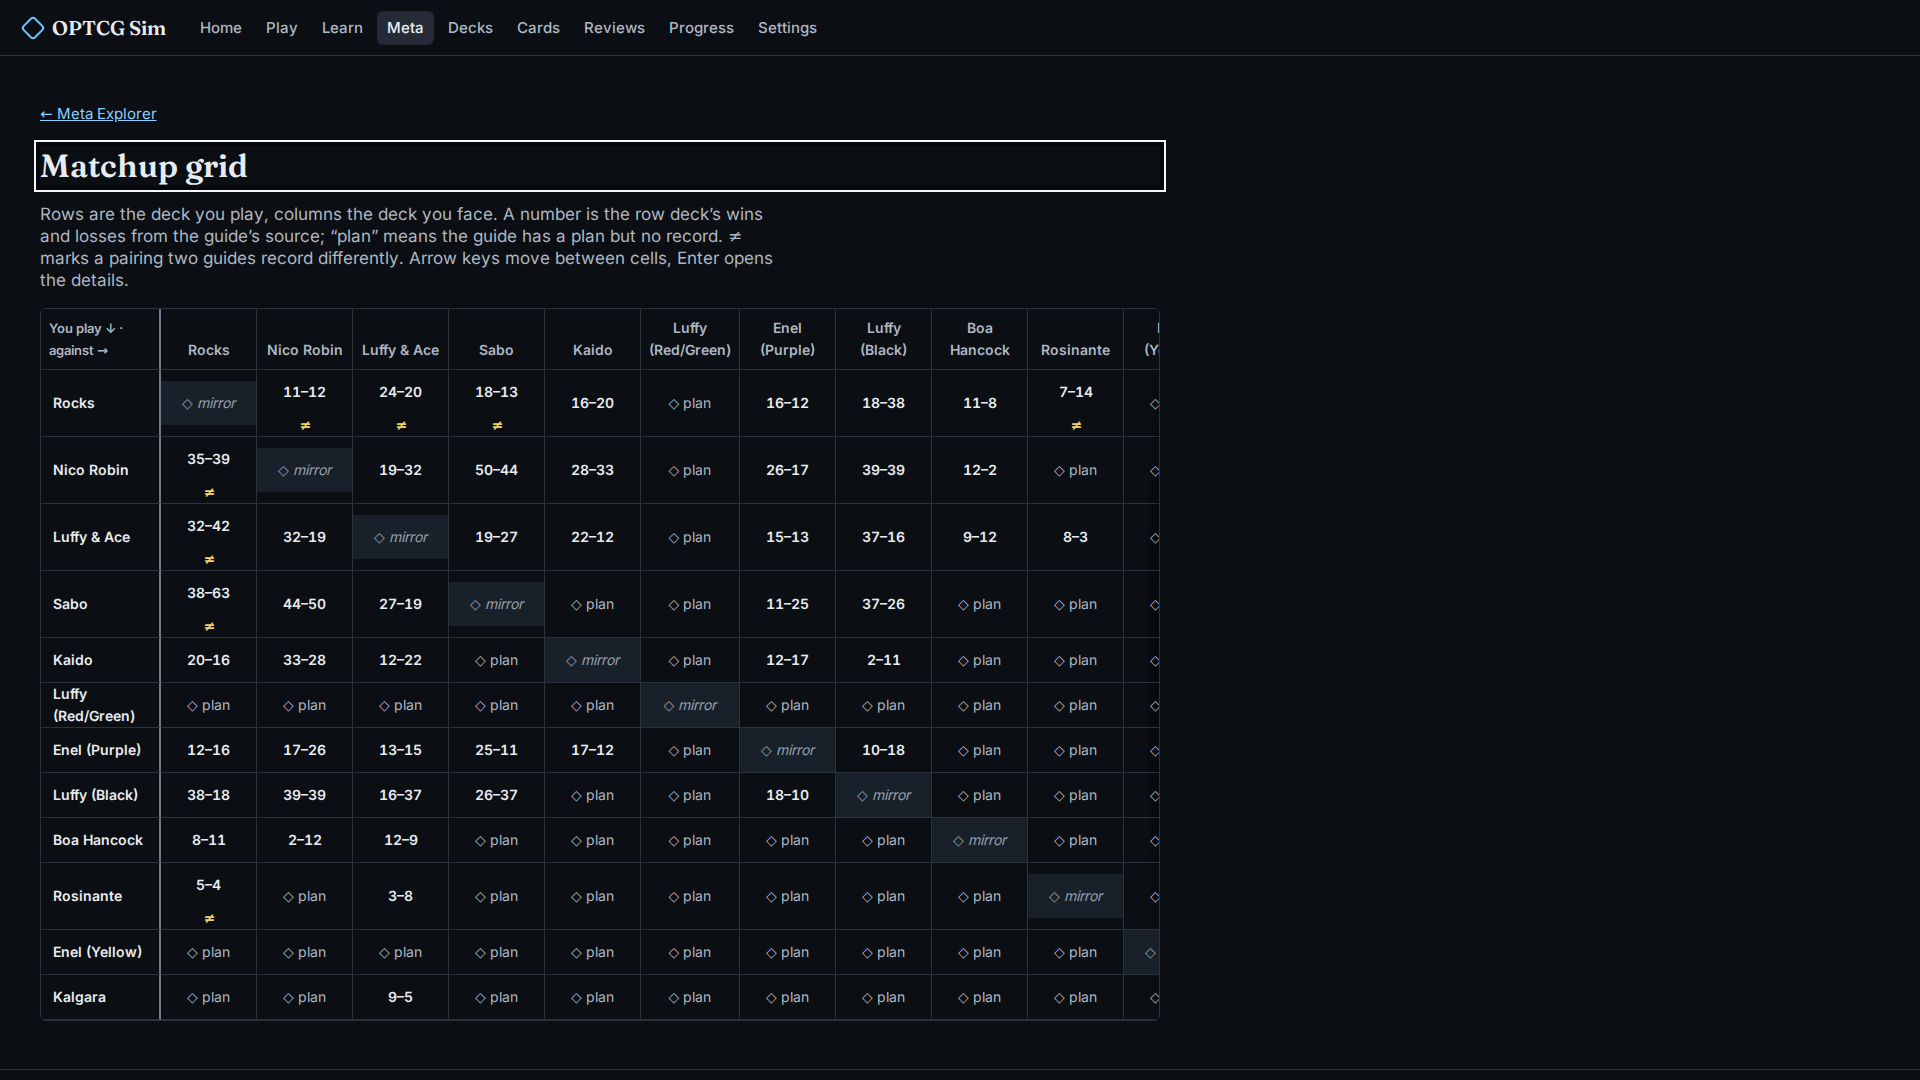 OPTCG Sim Home Play Learn Meta Decks Cards Reviews Progress Settings
← Meta Explorer
Matchup grid
Rows are the deck you play, columns the deck you face. A number is the row deck’s wins
and losses from the guide’s source; “plan” means the guide has a plan but no record. ≠
marks a pairing two guides record differently. Arrow keys move between cells, Enter opens
the details.
You play ↓ · against → Rocks Nico Robin Luffy & Ace Sabo Kaido Luffy (Red/Green) Enel (Purple) Luffy (Black) Boa Hancock Rosinante
Rocks ◇ mirror 11–12 ≠ 24–20 ≠ 18–13 ≠ 16–20 ◇ plan 16–12 18–38 11–8 7–14 ≠ ◇
Nico Robin 35–39 ≠ ◇ mirror 19–32 50–44 28–33 ◇ plan 26–17 39–39 12–2 ◇ plan ◇
Luffy & Ace 32–42 ≠ 32–19 ◇ mirror 19–27 22–12 ◇ plan 15–13 37–16 9–12 8–3 ◇
Sabo 38–63 ≠ 44–50 27–19 ◇ mirror ◇ plan ◇ plan 11–25 37–26 ◇ plan ◇ plan ◇
Kaido 20–16 33–28 12–22 ◇ plan ◇ mirror ◇ plan 12–17 2–11 ◇ plan ◇ plan ◇
Luffy (Red/Green) ◇ plan ◇ plan ◇ plan ◇ plan ◇ plan ◇ mirror ◇ plan ◇ plan ◇ plan ◇ plan ◇
Enel (Purple) 12–16 17–26 13–15 25–11 17–12 ◇ plan ◇ mirror 10–18 ◇ plan ◇ plan ◇
Luffy (Black) 38–18 39–39 16–37 26–37 ◇ plan ◇ plan 18–10 ◇ mirror ◇ plan ◇ plan ◇
Boa Hancock 8–11 2–12 12–9 ◇ plan ◇ plan ◇ plan ◇ plan ◇ plan ◇ mirror ◇ plan ◇
Rosinante 5–4 ≠ ◇ plan 3–8 ◇ plan ◇ plan ◇ plan ◇ plan ◇ plan ◇ plan ◇ mirror ◇
Enel (Yellow) ◇ plan ◇ plan ◇ plan ◇ plan ◇ plan ◇ plan ◇ plan ◇ plan ◇ plan ◇ plan ◇
Kalgara ◇ plan ◇ plan 9–5 ◇ plan ◇ plan ◇ plan ◇ plan ◇ plan ◇ plan ◇ plan ◇